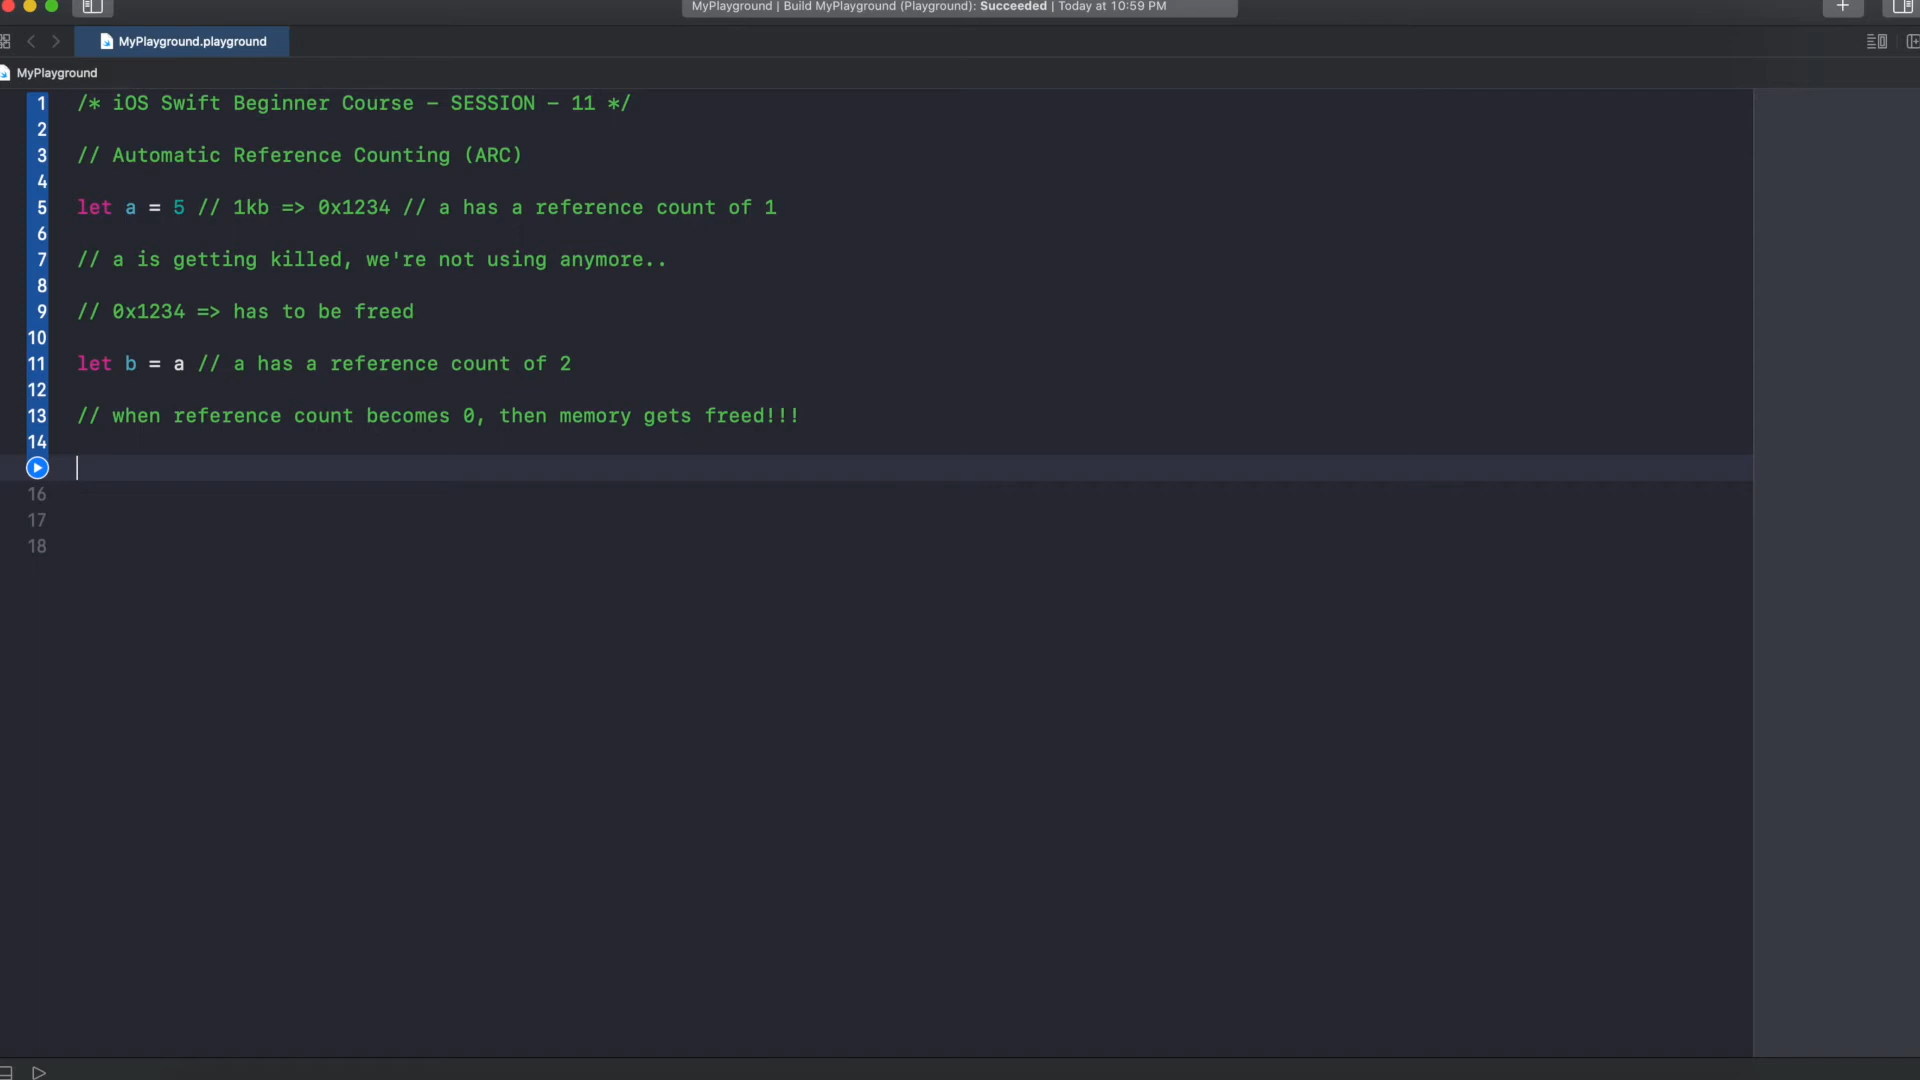 MyPlayground | Build MyPlayground (Playground): Succeeded | Today at 10:59 PM
MyPlayground.playground
MyPlayground
1 /* iOS Swift Beginner Course - SESSION - 11 */
2
3 // Automatic Reference Counting (ARC)
4
5 let a = 5 // 1kb => 0x1234 // a has a reference count of 1
6
7 // a is getting killed, we're not using anymore..
8
9 // 0x1234 => has to be freed
10
11 let b = a // a has a reference count of 2
12
13 // when reference count becomes 0, then memory gets freed!!!
14
16
17
18